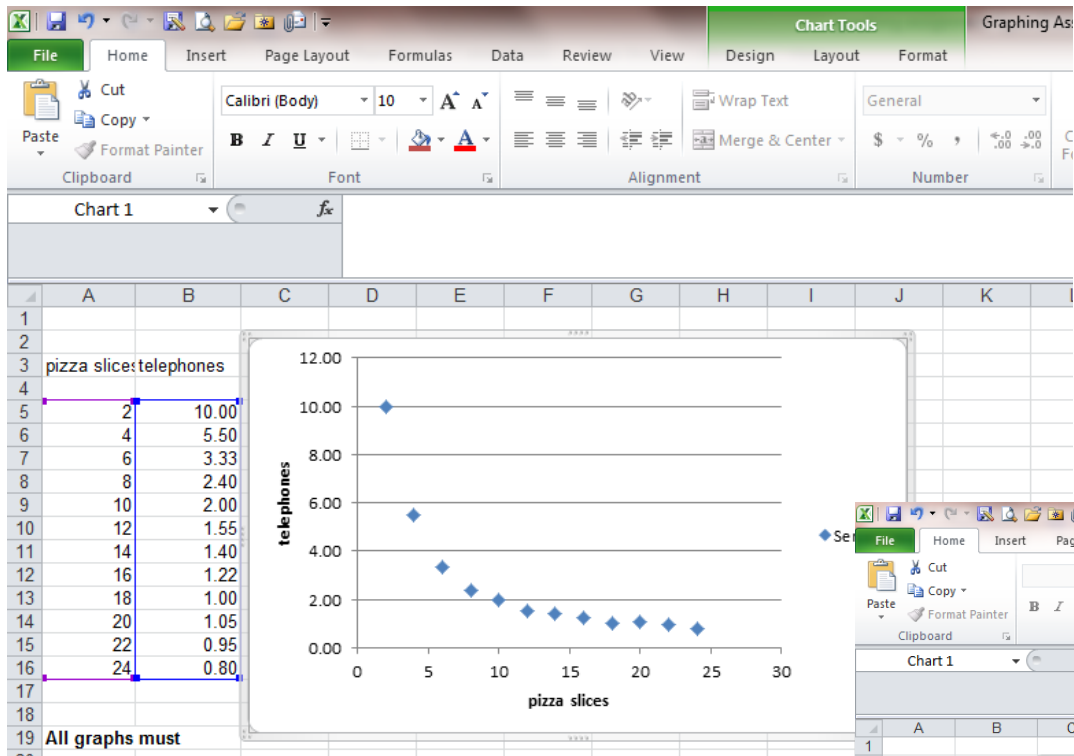 Chart Tools Graphing Ass
File Home Insert Page Layout Formulas Data Review View Design Layout Format
Cut
Copy
Paste
Format Painter
Clipboard
Calibri (Body) 10 A A
B I U A
Font
Wrap Text
Merge & Center
Alignment
General
$ % , .0 .00 .00 .0
Number
Chart 1 fx
A B C D E F G H I J K L
1
2
3 pizza slices telephones
4
5 2 10.00
6 4 5.50
7 6 3.33
8 8 2.40
9 10 2.00
10 12 1.55
11 14 1.40
12 16 1.22
13 18 1.00
14 20 1.05
15 22 0.95
16 24 0.80
17
18
19 All graphs must
12.00
10.00
8.00
6.00
4.00
2.00
0.00
telephones
0 5 10 15 20 25 30
pizza slices
Se
File Home Insert Pag
Cut
Copy
Paste
Format Painter
Clipboard
B I
Chart 1
A B C
1